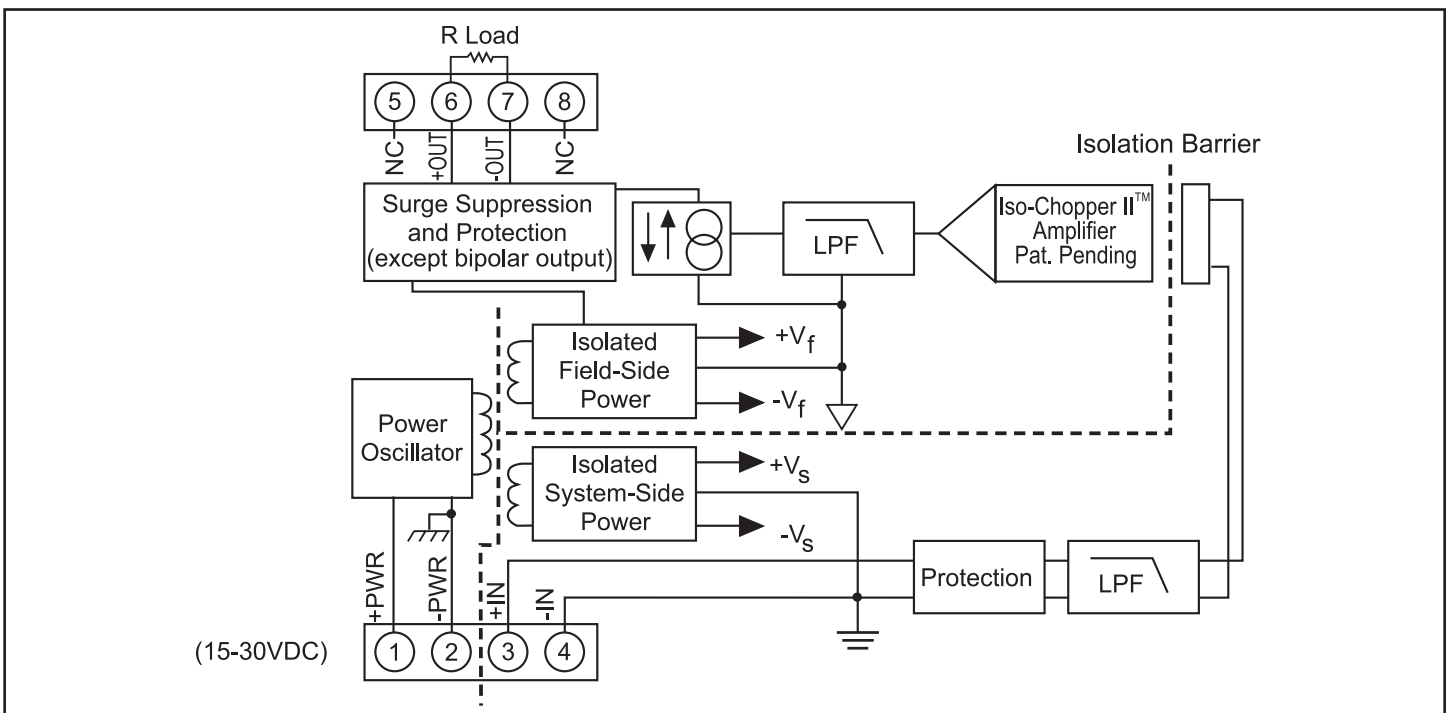 R Load
5 6 7 8
NC
+OUT
-OUT
NC
Isolation Barrier
Surge Suppression
and Protection
(except bipolar output)
LPF
Iso-Chopper II™
Amplifier
Pat. Pending
Isolated
Field-Side
Power
+Vf
-Vf
Power
Oscillator
Isolated
System-Side
Power
+Vs
-Vs
Protection
LPF
+PWR
-PWR
+IN
-IN
(15-30VDC)
1 2 3 4